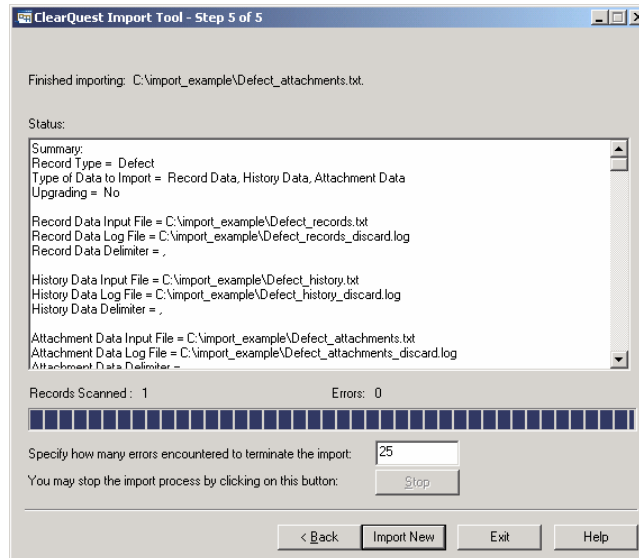 ClearQuest Import Tool - Step 5 of 5
Finished importing: C:\import_example\Defect_attachments.txt.
Status:
Summary:
Record Type = Defect
Type of Data to Import = Record Data, History Data, Attachment Data
Upgrading = No
Record Data Input File = C:\import_example\Defect_records.txt
Record Data Log File = C:\import_example\Defect_records_discard.log
Record Data Delimiter = ,
History Data Input File = C:\import_example\Defect_history.txt
History Data Log File = C:\import_example\Defect_history_discard.log
History Data Delimiter = ,
Attachment Data Input File = C:\import_example\Defect_attachments.txt
Attachment Data Log File = C:\import_example\Defect_attachments_discard.log
Attachment Data Delimiter =
Records Scanned : 1 Errors: 0
Specify how many errors encountered to terminate the import: 25
You may stop the import process by clicking on this button: Stop
< Back Import New Exit Help